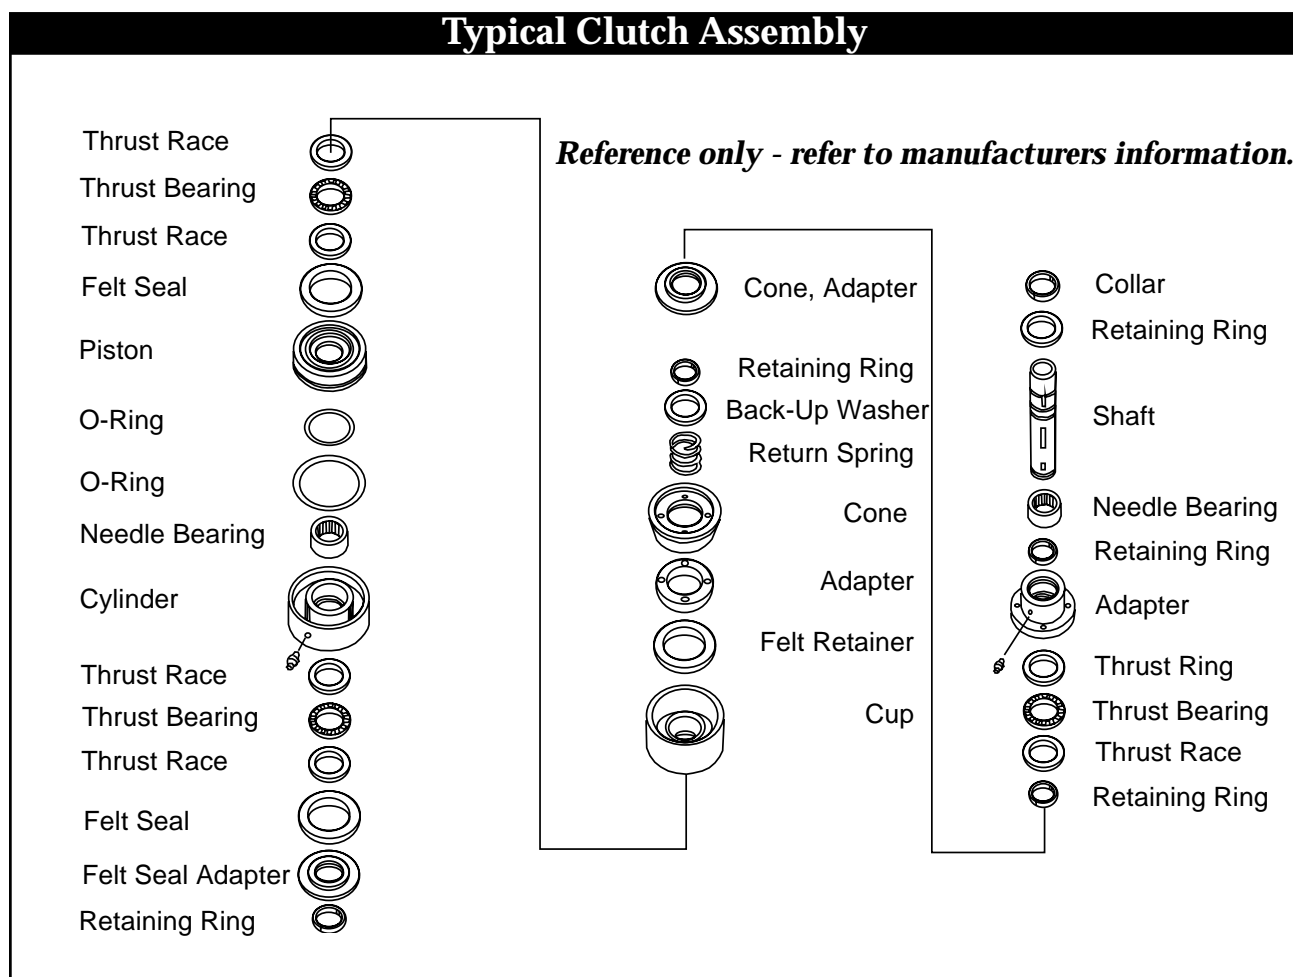 Typical Clutch Assembly
Reference only - refer to manufacturers information.
Thrust Race
Thrust Bearing
Thrust Race
Felt Seal
Piston
O-Ring
O-Ring
Needle Bearing
Cylinder
Thrust Race
Thrust Bearing
Thrust Race
Felt Seal
Felt Seal Adapter
Retaining Ring
Cone, Adapter
Retaining Ring
Back-Up Washer
Return Spring
Cone
Adapter
Felt Retainer
Cup
Collar
Retaining Ring
Shaft
Needle Bearing
Retaining Ring
Adapter
Thrust Ring
Thrust Bearing
Thrust Race
Retaining Ring